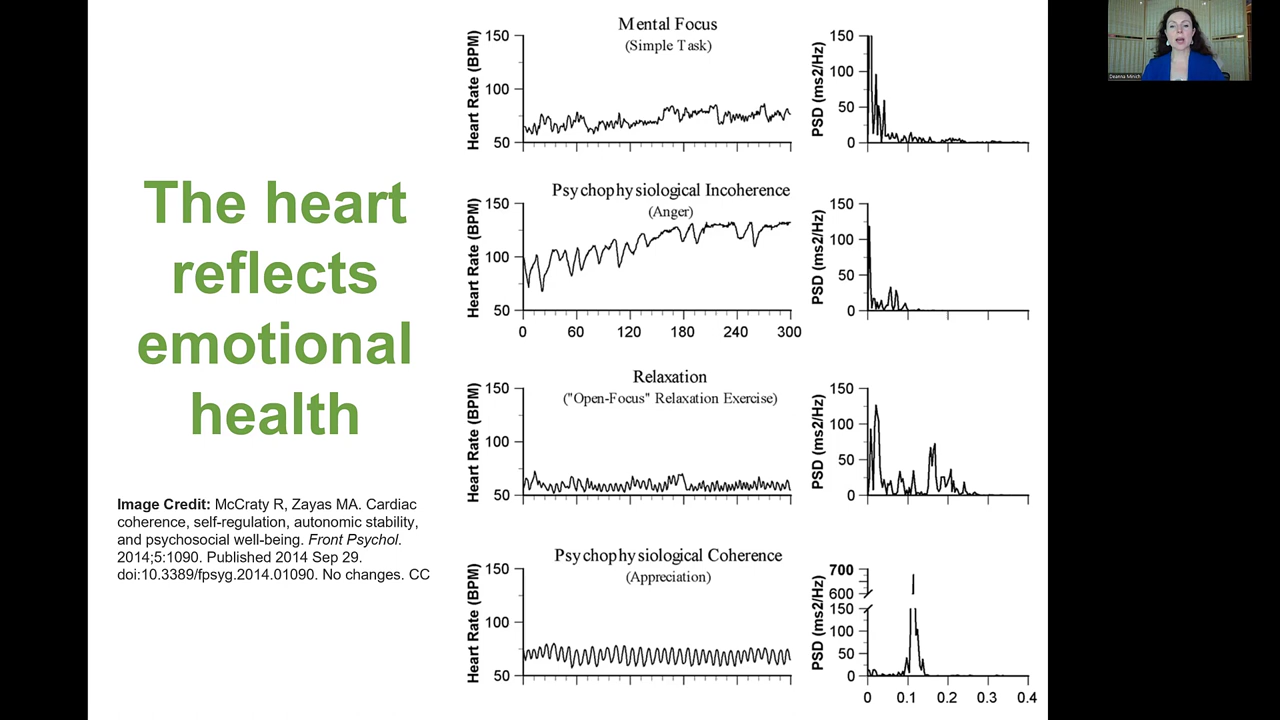 The heart
reflects
emotional
health
Image Credit: McCraty R, Zayas MA. Cardiac
coherence, self-regulation, autonomic stability,
and psychosocial well-being. Front Psychol.
2014;5:1090. Published 2014 Sep 29.
doi:10.3389/fpsyg.2014.01090. No changes. CC
Mental Focus
(Simple Task)
Heart Rate (BPM)
150
100
50
PSD (ms2/Hz)
150
100
50
0
Psychophysiological Incoherence
(Anger)
Heart Rate (BPM)
150
100
50
0 60 120 180 240 300
PSD (ms2/Hz)
150
100
50
0
Relaxation
("Open-Focus" Relaxation Exercise)
Heart Rate (BPM)
150
100
50
PSD (ms2/Hz)
150
100
50
0
Psychophysiological Coherence
(Appreciation)
Heart Rate (BPM)
150
100
50
PSD (ms2/Hz)
700
600
150
100
50
0
0 0.1 0.2 0.3 0.4
Deanna Minich